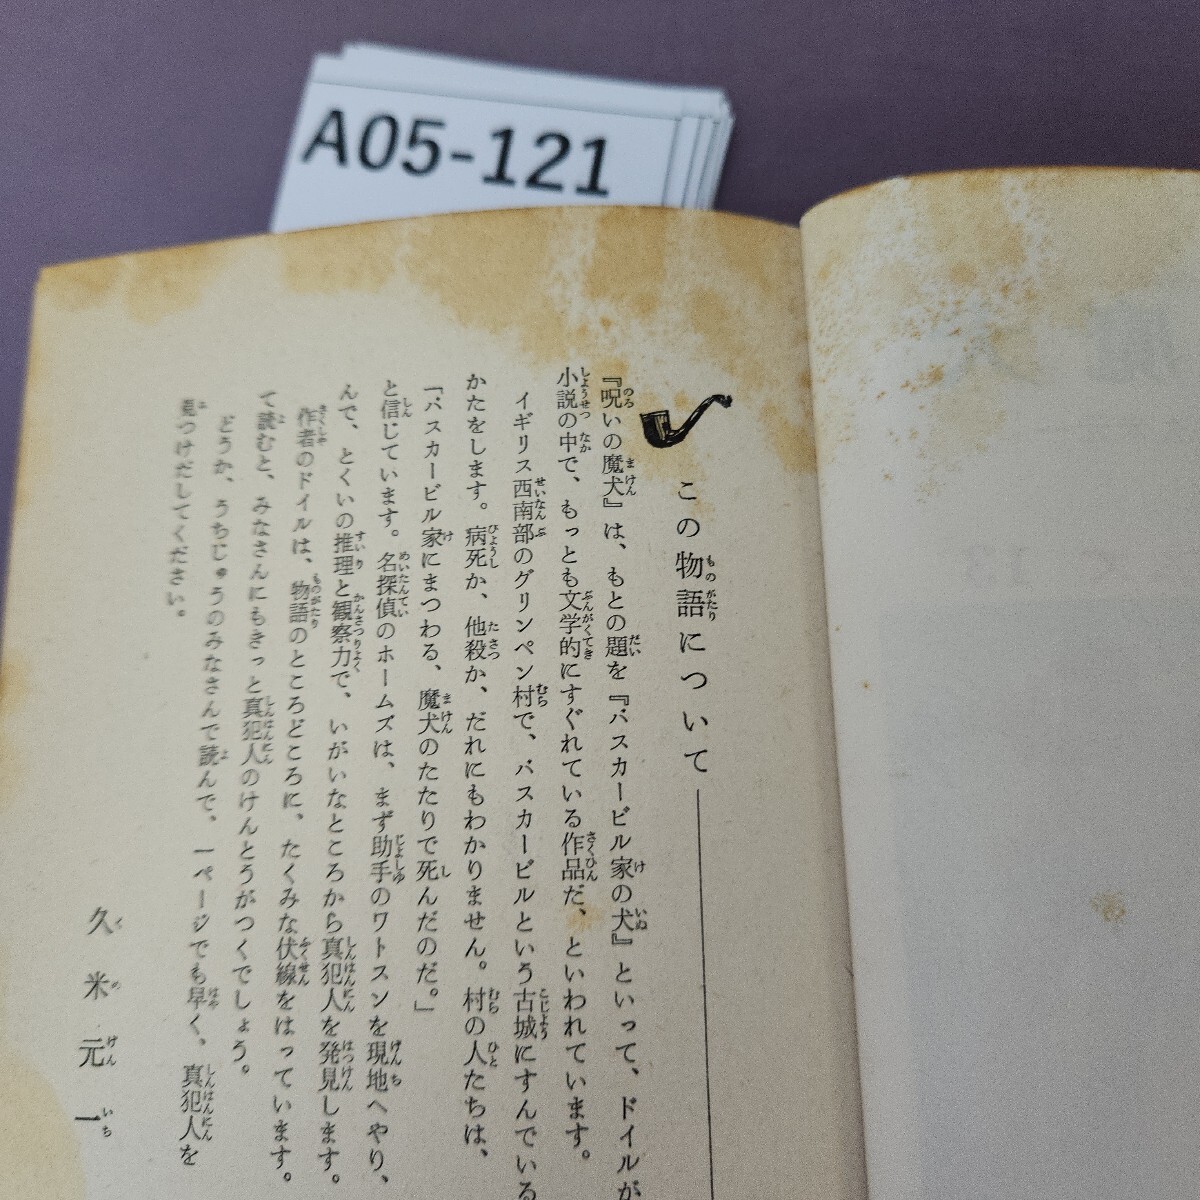 A05-121
この物語について
『呪いの魔犬』は、もとの題を『バスカービル家の犬』といって、ドイルが
小説の中で、もっとも文学的にすぐれている作品だ、といわれています。
イギリス西南部のグリンペン村で、バスカービルという古城にすんでいる
かたをします。病死か、他殺か、だれにもわかりません。村の人たちは、
「バスカービル家にまつわる、魔犬のたたりで死んだのだ。」
と信じています。名探偵のホームズは、まず助手のワトスンを現地へやり、
んで、とくいの推理と観察力で、いがいなところから真犯人を発見します。
作者のドイルは、物語のところどころに、たくみな伏線をはっています。
て読むと、みなさんにもきっと真犯人のけんとうがつくでしょう。
どうか、うちじゅうのみなさんで読んで、一ページでも早く、真犯人を
見つけだしてください。
久米元一